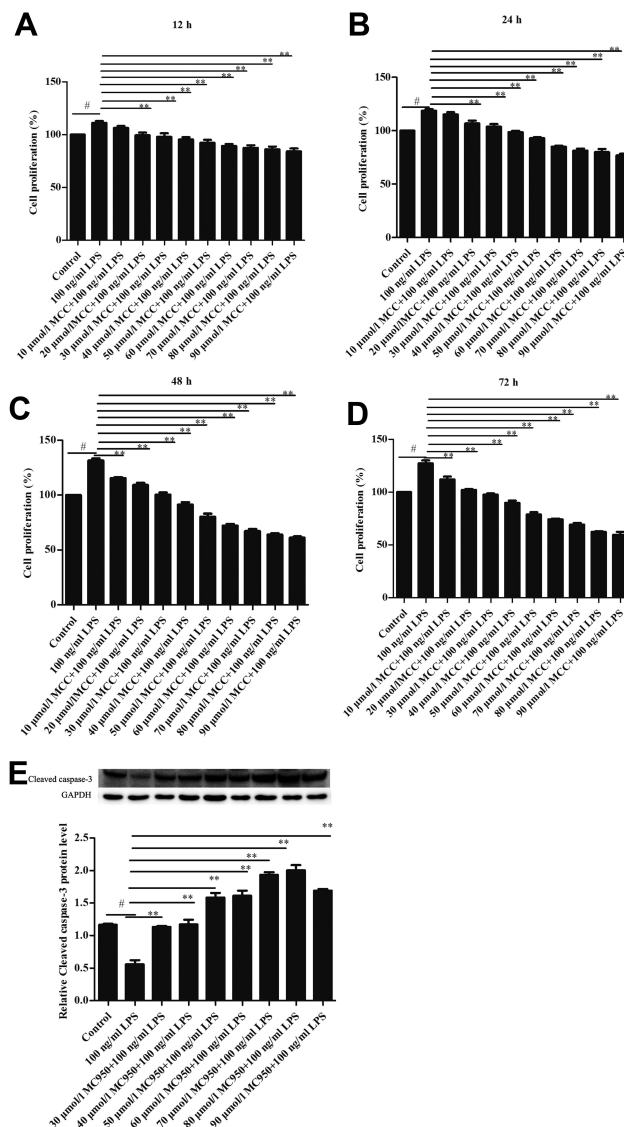 A
12 h
**
**
**
**
**
**
**
**
#
Cell proliferation (%)
150
100
50
0
Control
100 ng/ml LPS
10 μmol/l MCC+100 ng/ml LPS
20 μmol/lMCC+100 ng/ml LPS
30 μmol/l MCC+100 ng/ml LPS
40 μmol/l MCC+100 ng/ml LPS
50 μmol/l MCC+100 ng/ml LPS
60 μmol/l MCC+100 ng/ml LPS
70 μmol/l MCC+100 ng/ml LPS
80 μmol/l MCC+100 ng/ml LPS
90 μmol/l MCC+100 ng/ml LPS
B
24 h
**
**
**
**
**
**
**
**
#
Cell proliferation (%)
150
100
50
0
Control
100 ng/ml LPS
10 μmol/l MCC+100 ng/ml LPS
20 μmol/lMCC+100 ng/ml LPS
30 μmol/l MCC+100 ng/ml LPS
40 μmol/l MCC+100 ng/ml LPS
50 μmol/l MCC+100 ng/ml LPS
60 μmol/l MCC+100 ng/ml LPS
70 μmol/l MCC+100 ng/ml LPS
80 μmol/l MCC+100 ng/ml LPS
90 μmol/l MCC+100 ng/ml LPS
C
48 h
**
**
**
**
**
**
**
**
**
#
Cell proliferation (%)
150
100
50
0
Control
100 ng/ml LPS
10 μmol/l MCC+100 ng/ml LPS
20 μmol/lMCC+100 ng/ml LPS
30 μmol/l MCC+100 ng/ml LPS
40 μmol/l MCC+100 ng/ml LPS
50 μmol/l MCC+100 ng/ml LPS
60 μmol/l MCC+100 ng/ml LPS
70 μmol/l MCC+100 ng/ml LPS
80 μmol/l MCC+100 ng/ml LPS
90 μmol/l MCC+100 ng/ml LPS
D
72 h
**
**
**
**
**
**
**
**
**
#
Cell proliferation (%)
150
100
50
0
Control
100 ng/ml LPS
10 μmol/l MCC+100 ng/ml LPS
20 μmol/lMCC+100 ng/ml LPS
30 μmol/l MCC+100 ng/ml LPS
40 μmol/l MCC+100 ng/ml LPS
50 μmol/l MCC+100 ng/ml LPS
60 μmol/l MCC+100 ng/ml LPS
70 μmol/l MCC+100 ng/ml LPS
80 μmol/l MCC+100 ng/ml LPS
90 μmol/l MCC+100 ng/ml LPS
E
Cleaved caspase-3
GAPDH
**
**
**
**
**
**
**
#
Relative Cleaved caspase-3 protein level
2.5
2.0
1.5
1.0
0.5
0.0
Control
100 ng/ml LPS
30 μmol/l MC950+100 ng/ml LPS
40 μmol/l MC950+100 ng/ml LPS
50 μmol/l MC950+100 ng/ml LPS
60 μmol/l MC950+100 ng/ml LPS
70 μmol/l MC950+100 ng/ml LPS
80 μmol/l MC950+100 ng/ml LPS
90 μmol/l MC950+100 ng/ml LPS